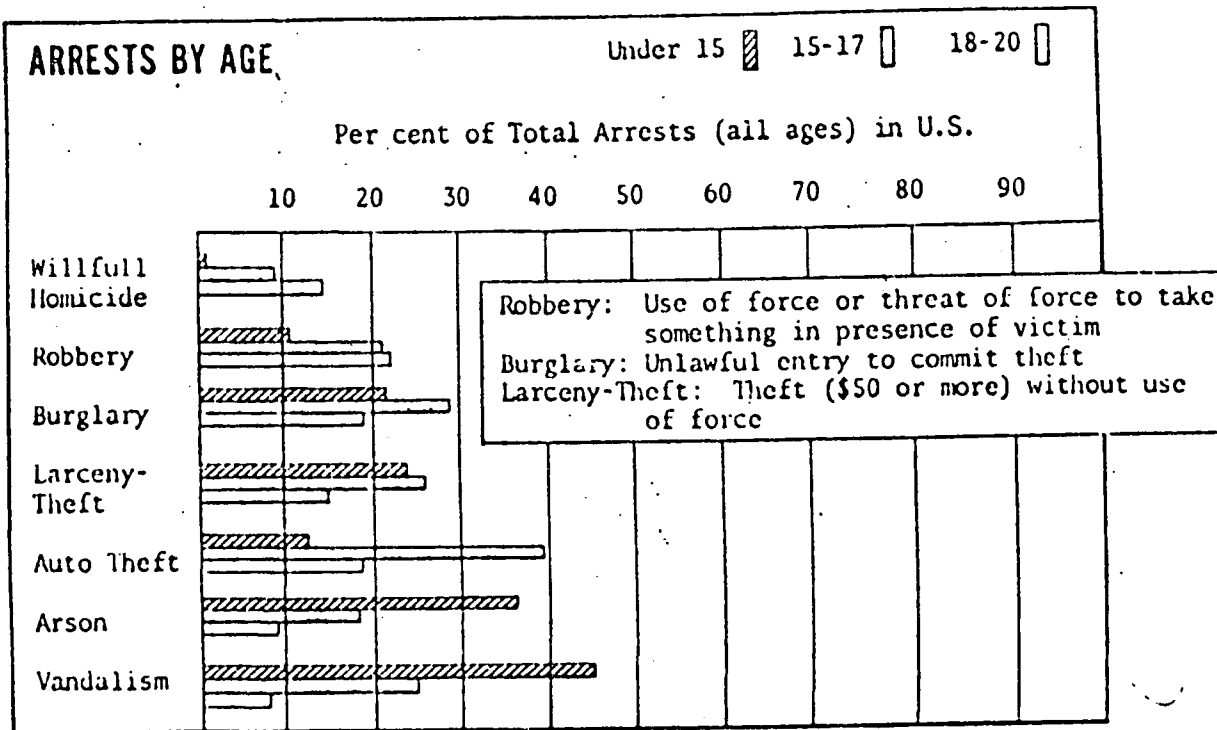 ARRESTS BY AGE
Under 15 15-17 18-20
Per cent of Total Arrests (all ages) in U.S.
10 20 30 40 50 60 70 80 90
Willfull
Homicide
Robbery
Burglary
Larceny-
Theft
Auto Theft
Arson
Vandalism
Robbery: Use of force or threat of force to take
something in presence of victim
Burglary: Unlawful entry to commit theft
Larceny-Theft: Theft ($50 or more) without use
of force